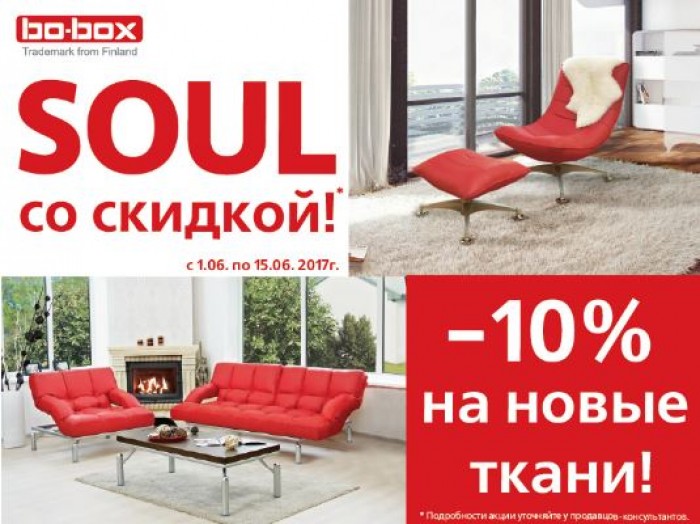 bo-box
Trademark from Finland
SOUL
со скидкой!*
с 1.06. по 15.06. 2017г.
–10%
на новые
ткани!
* Подробности акции уточняйте у продавцов-консультантов.